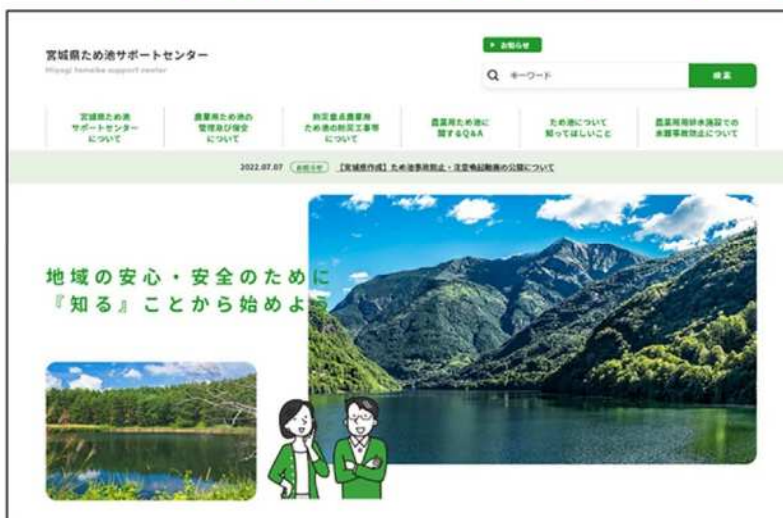 宮城県ため池サポートセンター
Miyagi tameike support center
お知らせ
キーワード
検索
宮城県ため池
サポートセンター
について
農業用ため池の
管理及び保全
について
防災重点農業用
ため池の防災工事等
について
農業用ため池に
関するQ&A
ため池について
知ってほしいこと
農業用用排水施設での
水難事故防止について
2022.07.07 お知らせ 【宮城県作成】ため池事故防止・注意喚起動画の公開について
地域の安心・安全のために
『知る』ことから始めよう